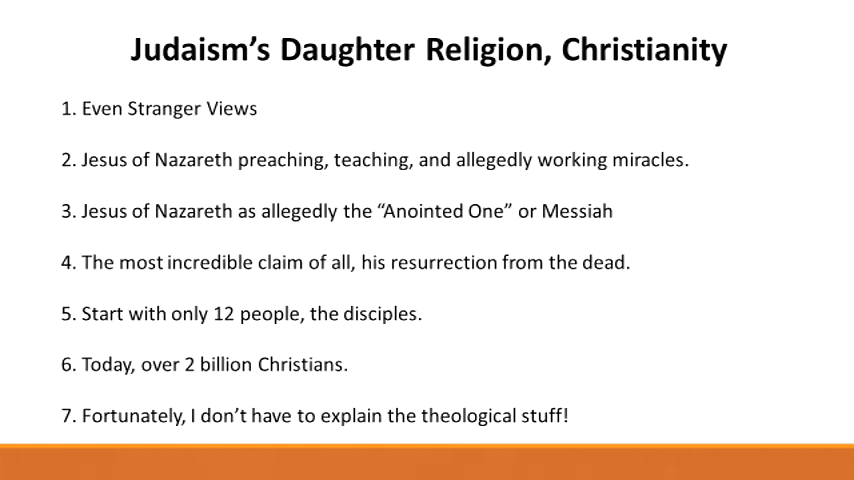 Judaism’s Daughter Religion, Christianity
1. Even Stranger Views
2. Jesus of Nazareth preaching, teaching, and allegedly working miracles.
3. Jesus of Nazareth as allegedly the “Anointed One” or Messiah
4. The most incredible claim of all, his resurrection from the dead.
5. Start with only 12 people, the disciples.
6. Today, over 2 billion Christians.
7. Fortunately, I don’t have to explain the theological stuff!